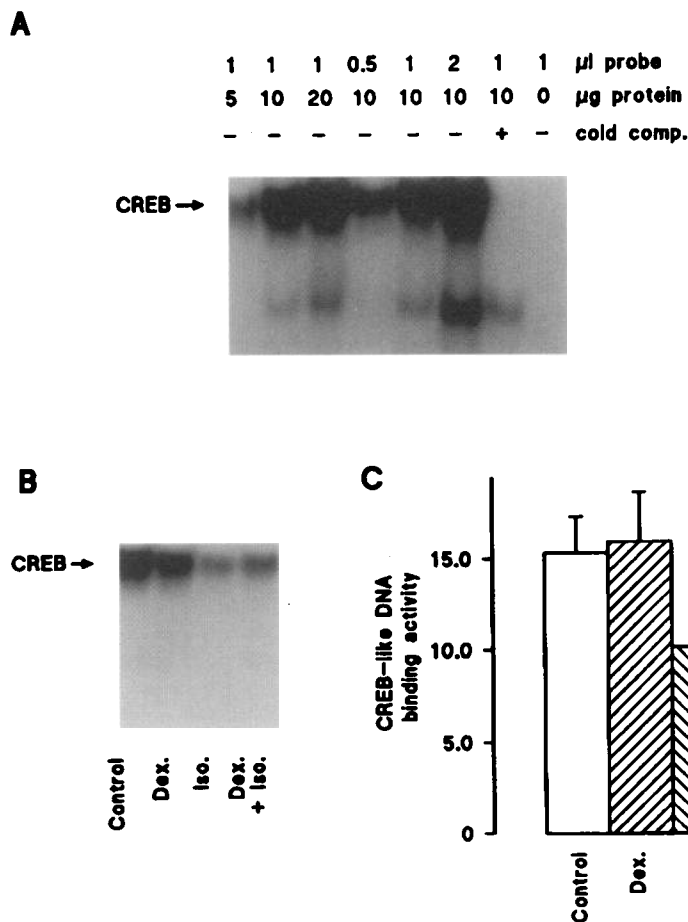 A
1 1 1 0.5 1 2 1 1 µl probe
5 10 20 10 10 10 10 0 µg protein
– – – – – – + – cold comp.
CREB →
B
CREB →
Control
Dex.
Iso.
Dex.
+ Iso.
C
CREB–like DNA
binding activity
15.0
10.0
5.0
0
Control
Dex.